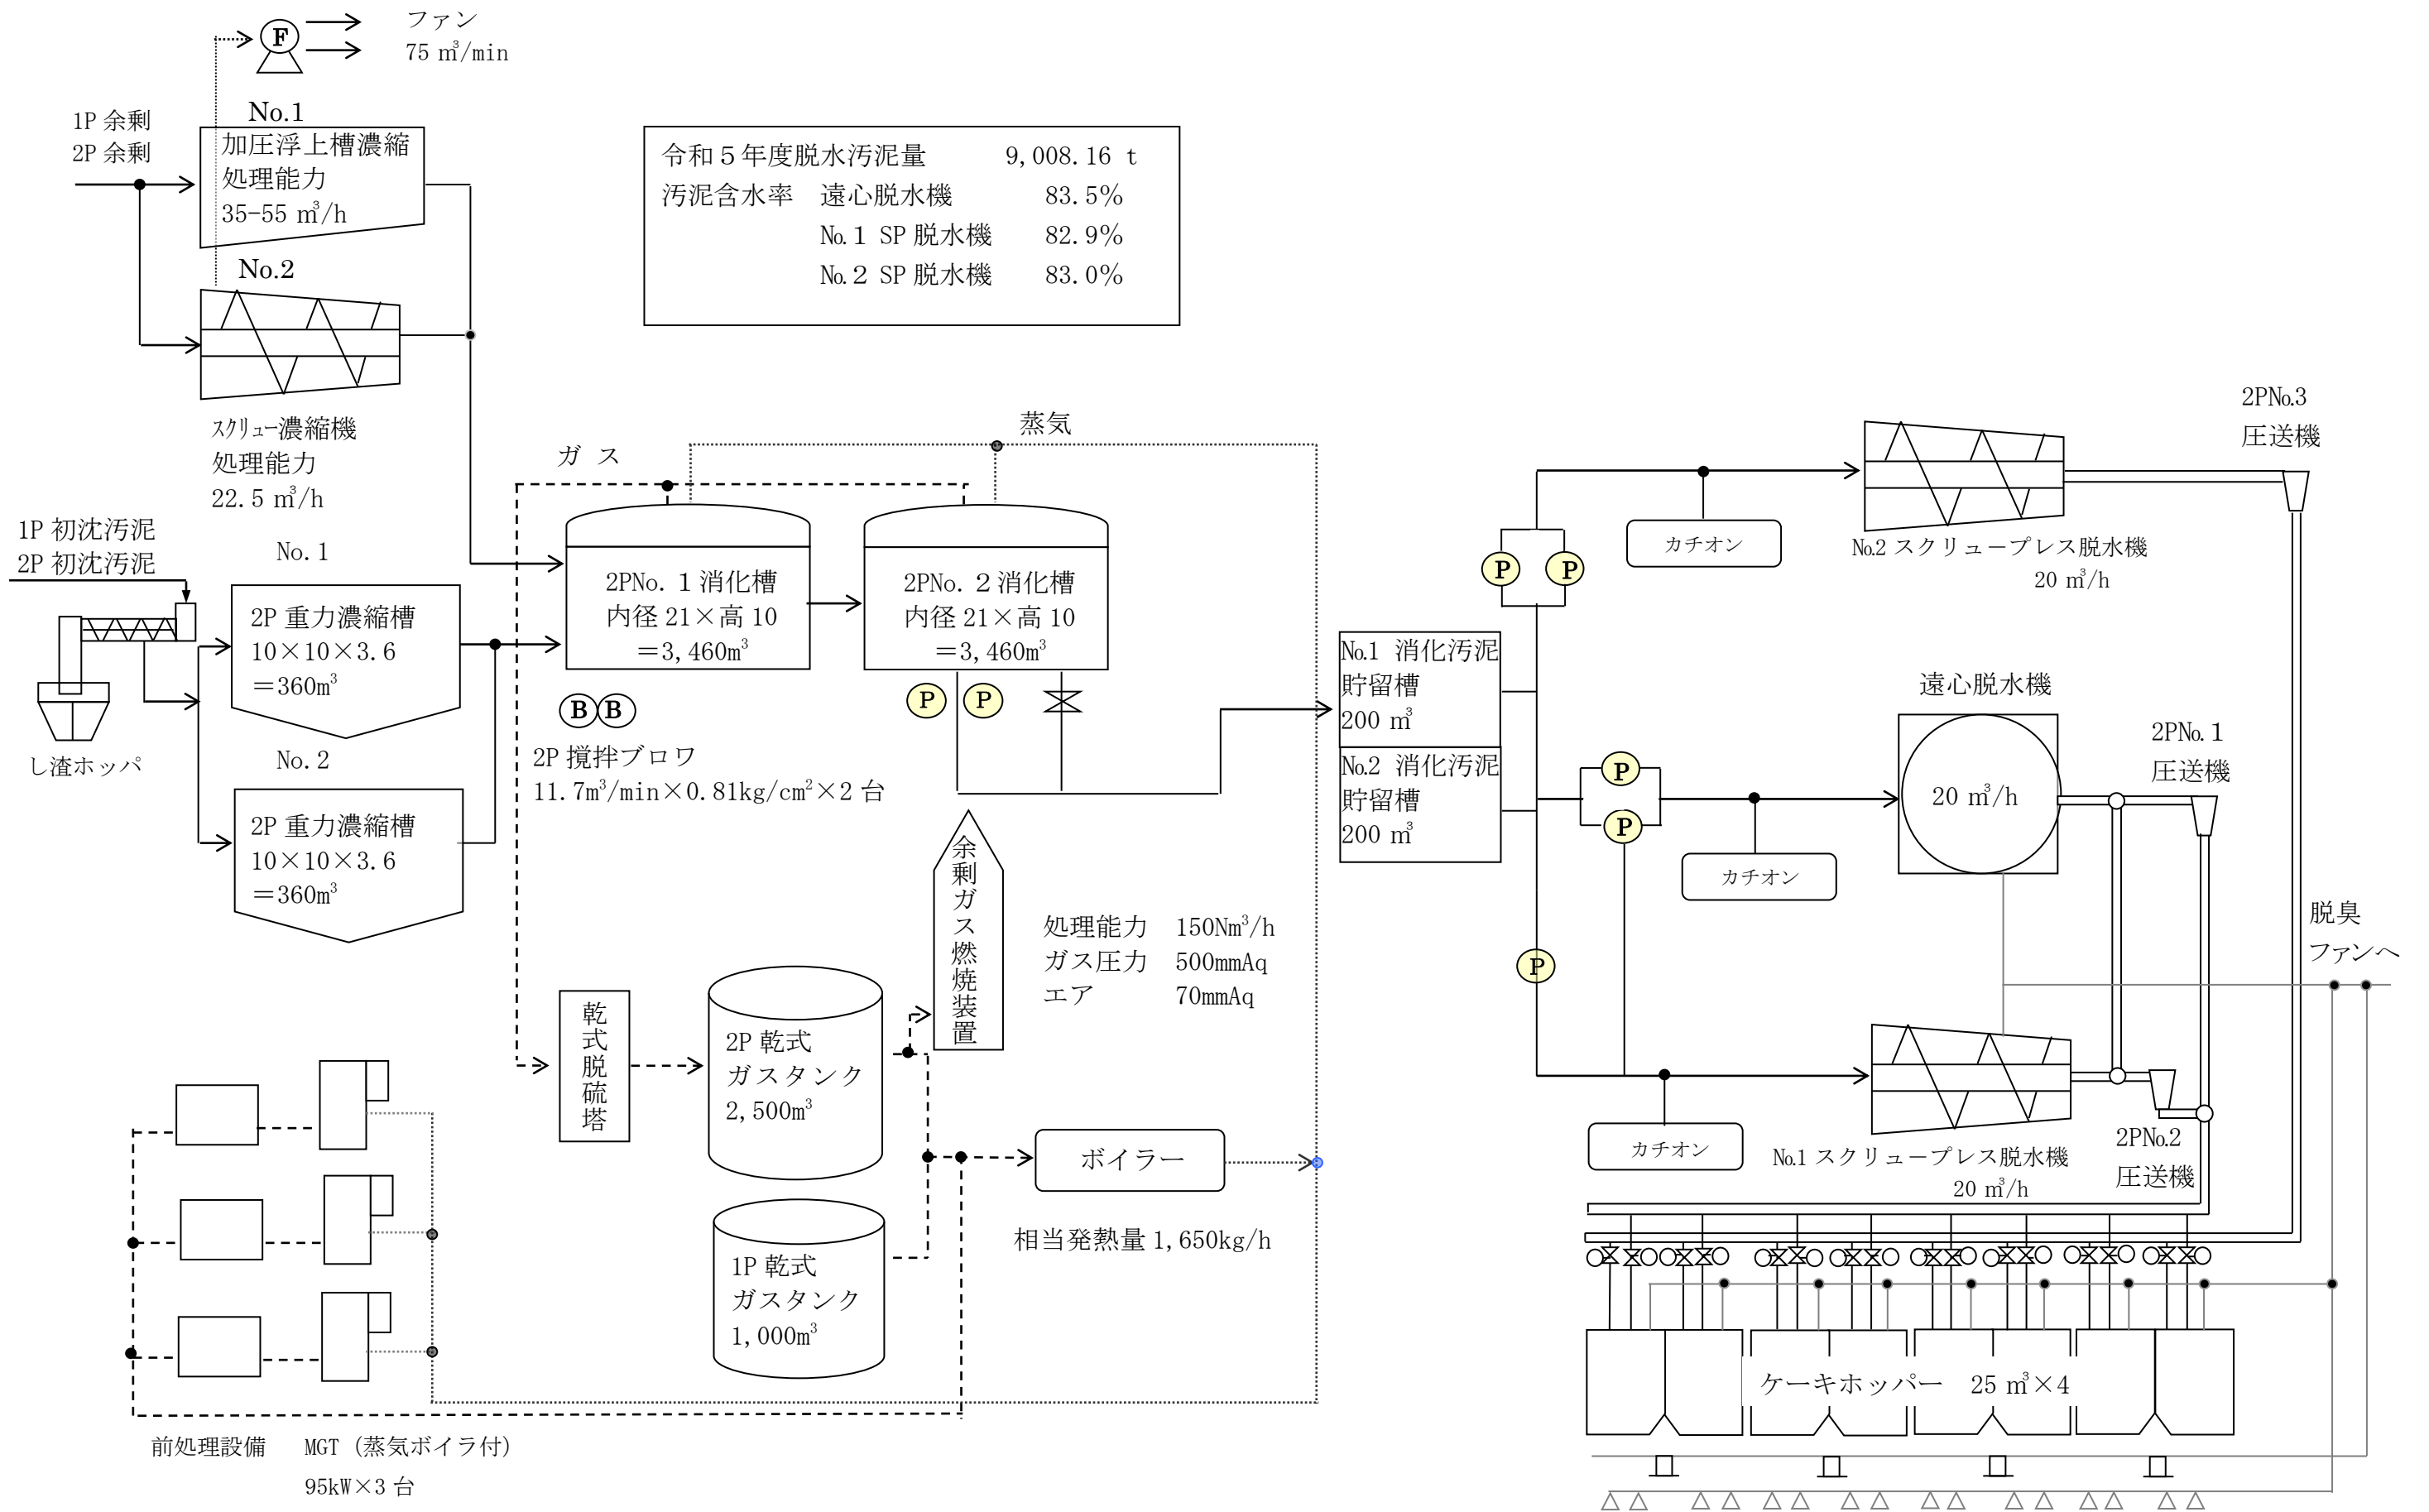 F
ファン
75 ㎥/min
1P 余剰
2P 余剰
No.1
加圧浮上槽濃縮
処理能力
35-55 ㎥/h
No.2
スクリュー濃縮機
処理能力
22.5 ㎥/h
令和５年度脱水汚泥量 9,008.16 t
汚泥含水率 遠心脱水機 83.5%
№.１ SP 脱水機 82.9%
№.２ SP 脱水機 83.0%
1P 初沈汚泥
2P 初沈汚泥
し渣ホッパ
No.1
2P 重力濃縮槽
10×10×3.6
＝360m³
No.2
2P 重力濃縮槽
10×10×3.6
＝360m³
ガ ス
蒸気
2PNo.１消化槽
内径 21×高 10
＝3,460m³
2PNo.２消化槽
内径 21×高 10
＝3,460m³
B B
P P
2P 撹拌ブロワ
11.7m³/min×0.81kg/cm²×2 台
余剰ガス燃焼装置
処理能力 150Nm³/h
ガス圧力 500mmAq
エア 70mmAq
乾式脱硫塔
2P 乾式
ガスタンク
2,500m³
1P 乾式
ガスタンク
1,000m³
ボイラー
相当発熱量 1,650kg/h
前処理設備 MGT（蒸気ボイラ付）
95kW×3 台
№.1 消化汚泥
貯留槽
200 ㎥
№.2 消化汚泥
貯留槽
200 ㎥
P P
P
P
P
カチオン
№.2 スクリュ－プレス脱水機
20 ㎥/h
2P№.3
圧送機
遠心脱水機
20 ㎥/h
カチオン
2P№.１
圧送機
脱臭
ファンへ
カチオン
№.1 スクリュ－プレス脱水機
20 ㎥/h
2P№.2
圧送機
ケーキホッパー 25 ㎥×4